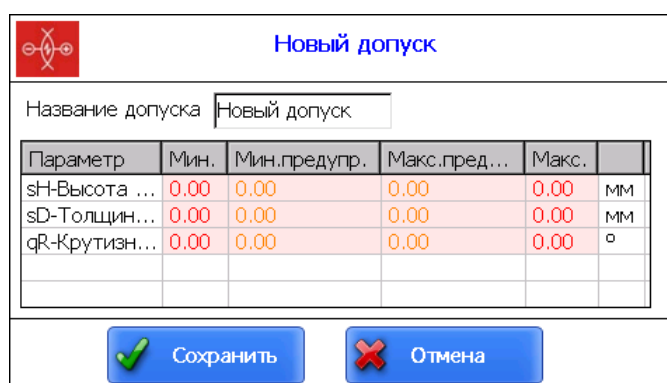 Новый допуск
Название допуска Новый допуск
Параметр Мин. Мин.предупр. Макс.пред... Макс.
sH-Высота ... 0.00 0.00 0.00 0.00 мм
sD-Толщин... 0.00 0.00 0.00 0.00 мм
qR-Крутизн... 0.00 0.00 0.00 0.00 °
Сохранить Отмена